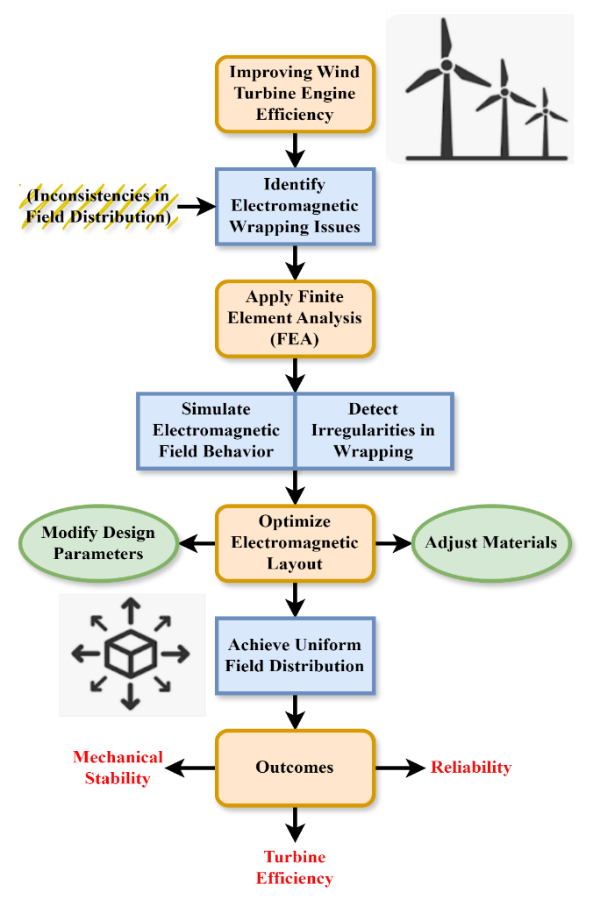 Improving Wind
Turbine Engine
Efficiency
(Inconsistencies in
Field Distribution)
Identify
Electromagnetic
Wrapping Issues
Apply Finite
Element Analysis
(FEA)
Simulate
Electromagnetic
Field Behavior
Detect
Irregularities in
Wrapping
Modify Design
Parameters
Optimize
Electromagnetic
Layout
Adjust Materials
Achieve Uniform
Field Distribution
Mechanical
Stability
Outcomes
Reliability
Turbine
Efficiency